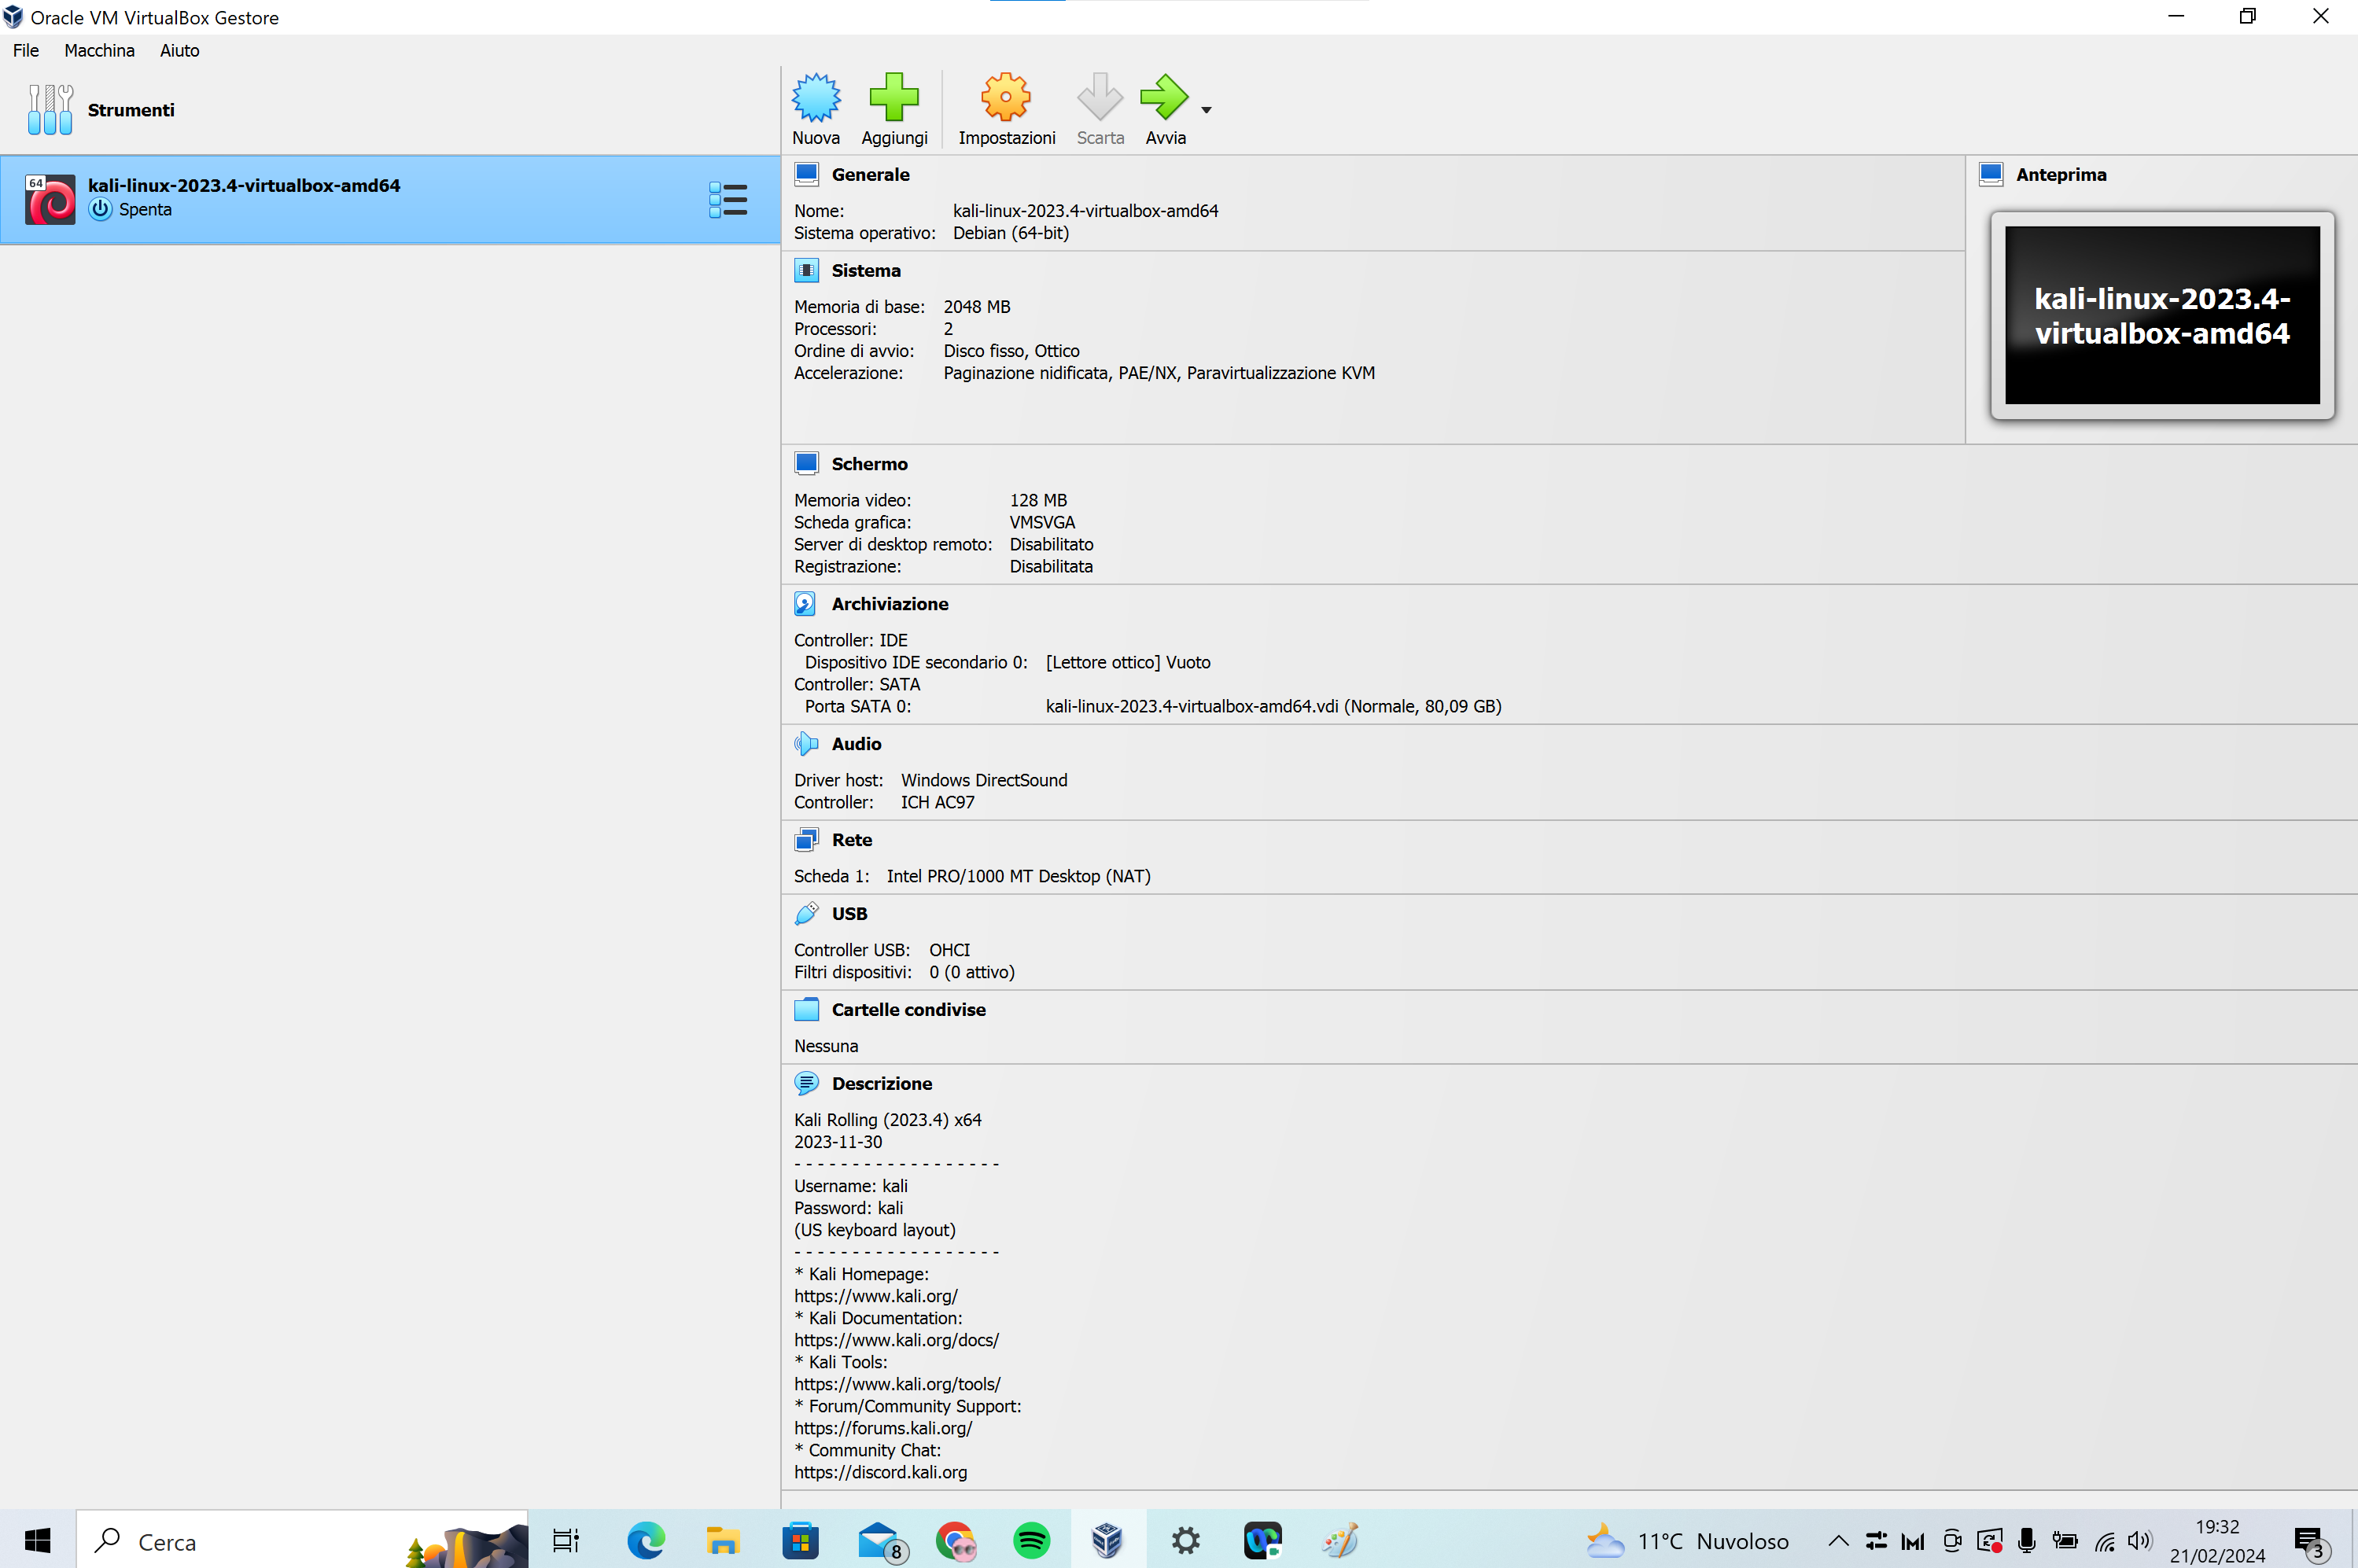 Oracle VM VirtualBox Gestore
File Macchina Aiuto
Strumenti
Nuova Aggiungi Impostazioni Scarta Avvia
64
kali-linux-2023.4-virtualbox-amd64
Spenta
Generale
Nome: kali-linux-2023.4-virtualbox-amd64
Sistema operativo: Debian (64-bit)
Anteprima
kali-linux-2023.4-
virtualbox-amd64
Sistema
Memoria di base: 2048 MB
Processori: 2
Ordine di avvio: Disco fisso, Ottico
Accelerazione: Paginazione nidificata, PAE/NX, Paravirtualizzazione KVM
Schermo
Memoria video: 128 MB
Scheda grafica: VMSVGA
Server di desktop remoto: Disabilitato
Registrazione: Disabilitata
Archiviazione
Controller: IDE
Dispositivo IDE secondario 0: [Lettore ottico] Vuoto
Controller: SATA
Porta SATA 0: kali-linux-2023.4-virtualbox-amd64.vdi (Normale, 80,09 GB)
Audio
Driver host: Windows DirectSound
Controller: ICH AC97
Rete
Scheda 1: Intel PRO/1000 MT Desktop (NAT)
USB
Controller USB: OHCI
Filtri dispositivi: 0 (0 attivo)
Cartelle condivise
Nessuna
Descrizione
Kali Rolling (2023.4) x64
2023-11-30
- - - - - - - - - - - - - - - - - -
Username: kali
Password: kali
(US keyboard layout)
- - - - - - - - - - - - - - - - - -
* Kali Homepage:
https://www.kali.org/
* Kali Documentation:
https://www.kali.org/docs/
* Kali Tools:
https://www.kali.org/tools/
* Forum/Community Support:
https://forums.kali.org/
* Community Chat:
https://discord.kali.org
Cerca
8
11°C Nuvoloso
19:32
21/02/2024
3